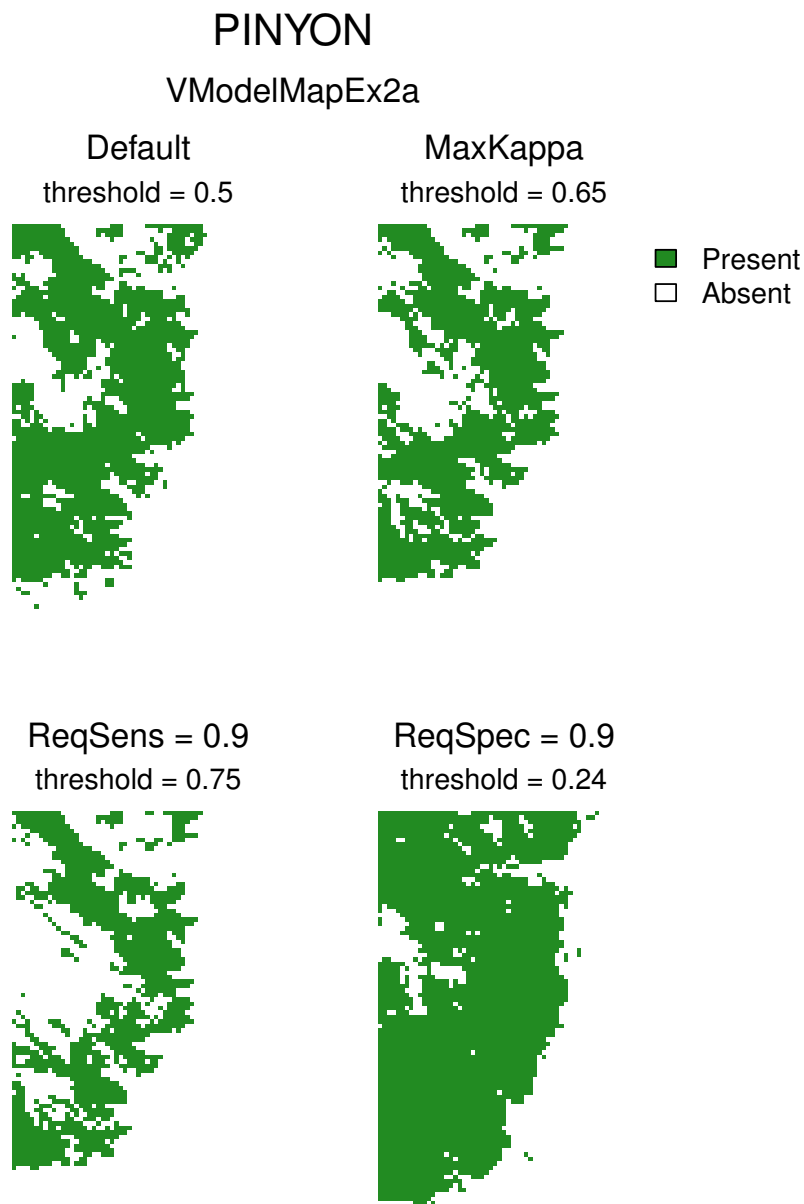 PINYON
VModelMapEx2a
Default
threshold = 0.5
MaxKappa
threshold = 0.65
Present
Absent
ReqSens = 0.9
threshold = 0.75
ReqSpec = 0.9
threshold = 0.24